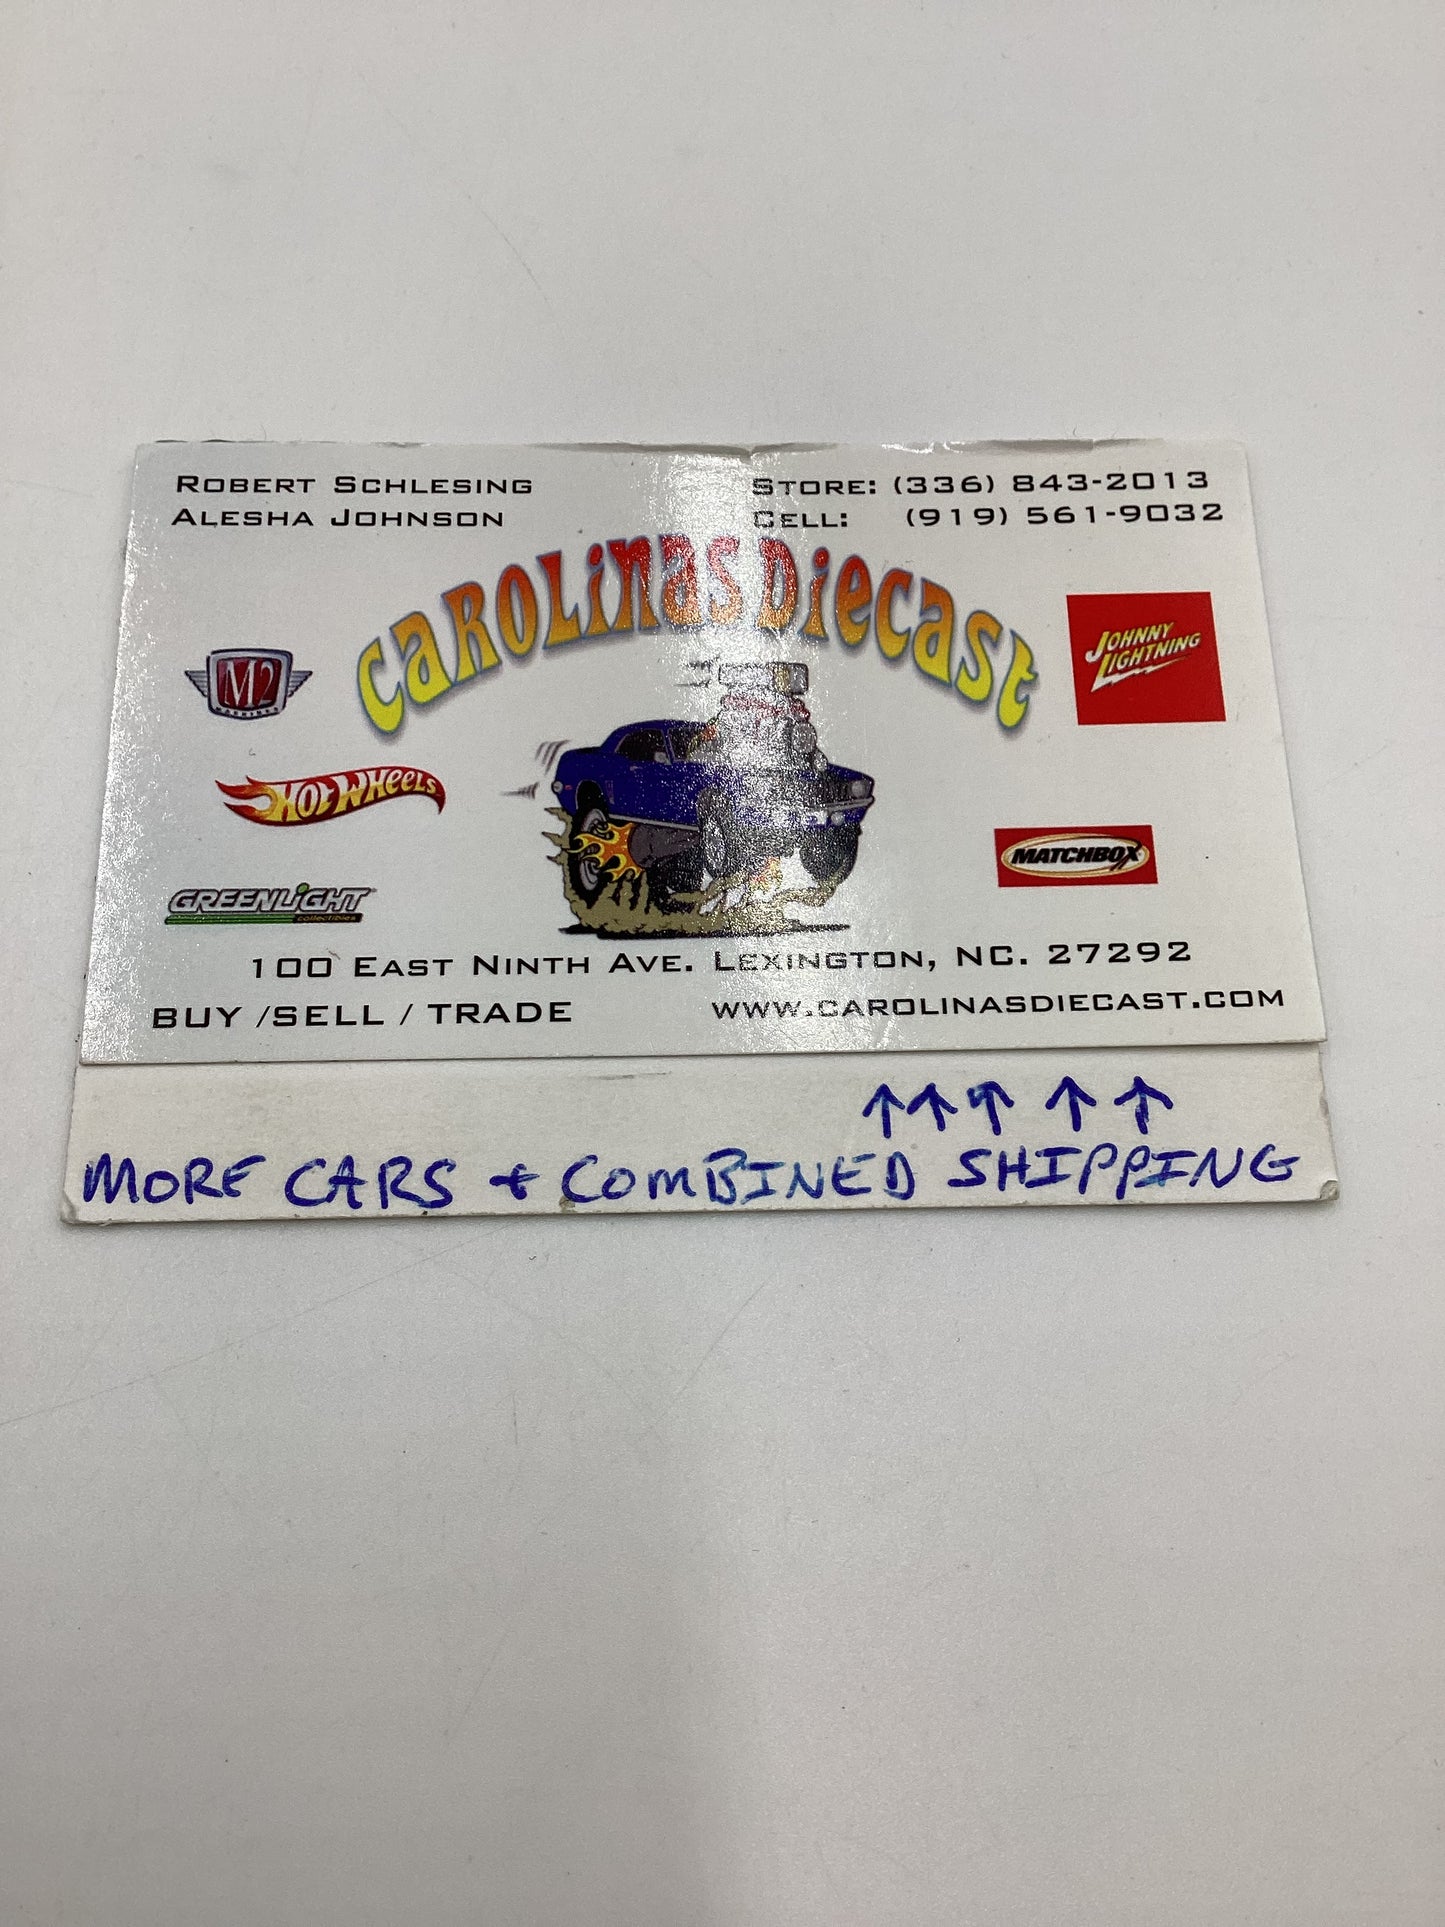 ROBERT SCHLESING
ALESHA JOHNSON
STORE: (336) 843-2013
CELL: (919) 561-9032
CAROLiNAS DiECAST
M2
MACHINES
JOHNNY
LIGHTNING
HOT WHEELS
MATCHBOX
GREENLiGHT
collectibles
100 EAST NINTH AVE. LEXINGTON, NC. 27292
BUY /SELL / TRADE
WWW.CAROLINASDIECAST.COM
↑↑↑↑↑
MORE CARS + COMBINED SHIPPING